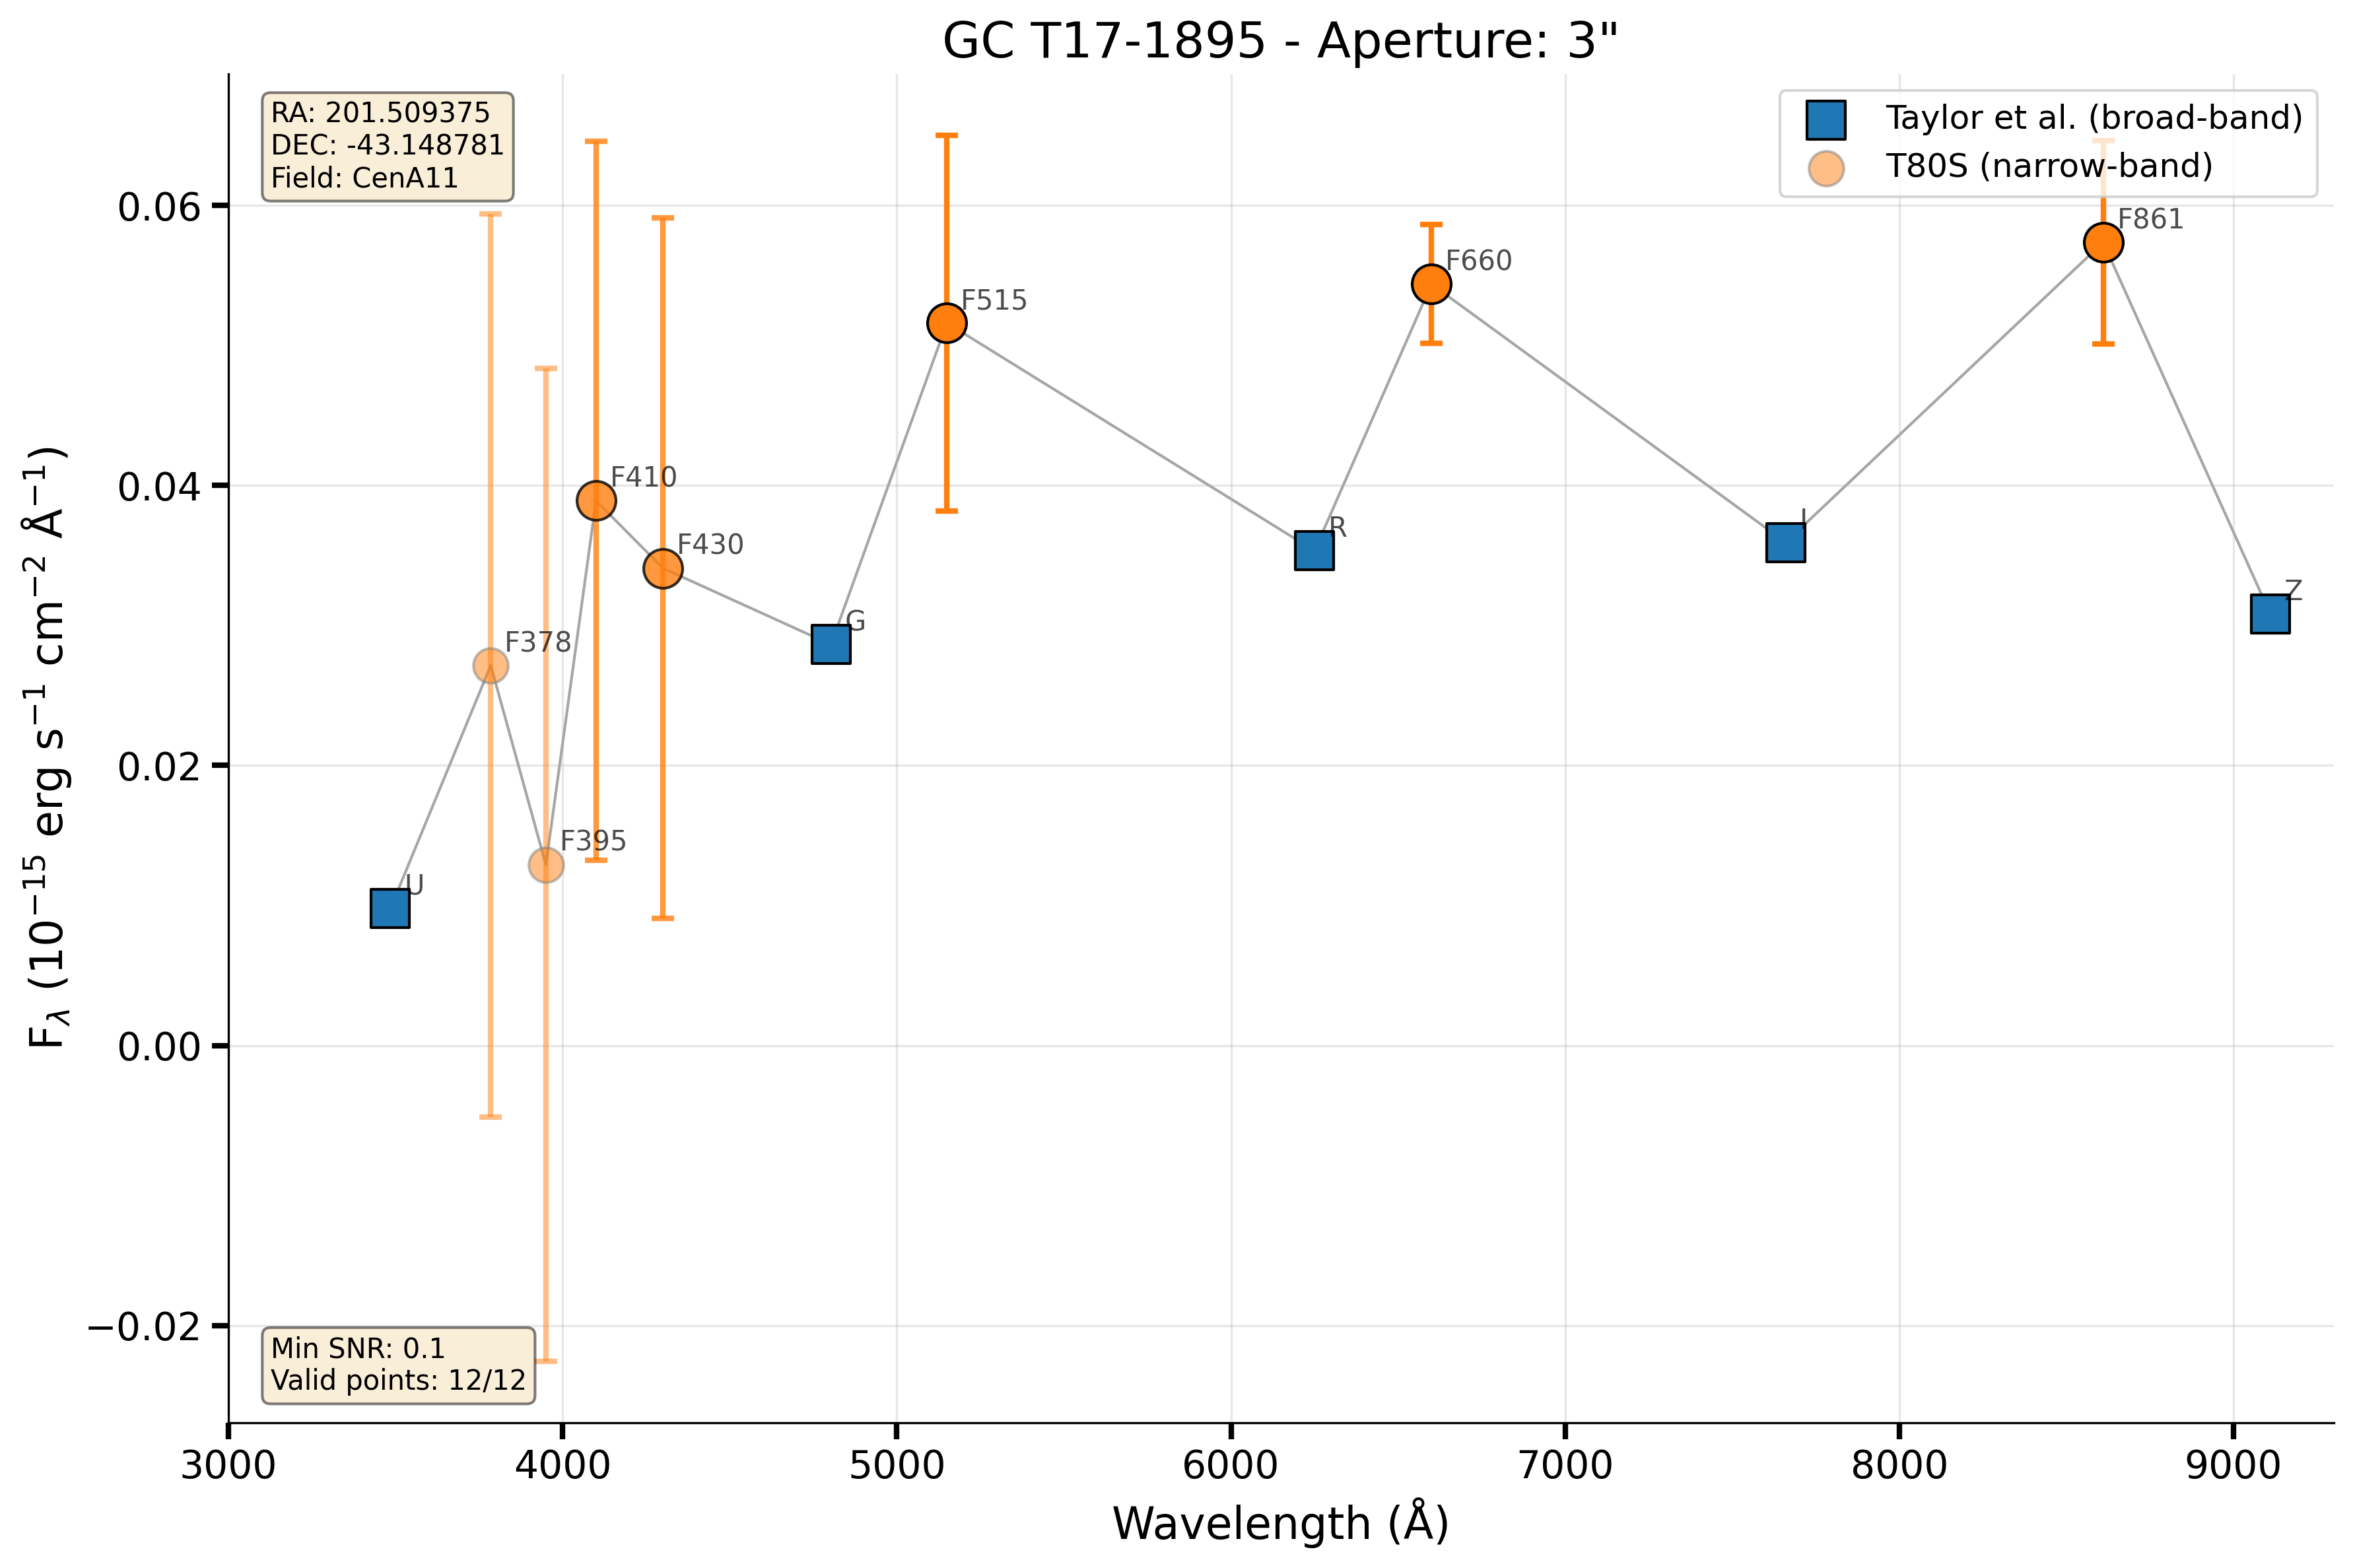 GC T17-1895 - Aperture: 3"
RA: 201.509375
DEC: -43.148781
Field: CenA11
Taylor et al. (broad-band)
T80S (narrow-band)
F861
F660
F515
F410
F430
F378
F395
U
G
R
I
Z
0.06
0.04
0.02
0.00
−0.02
Fλ (10⁻¹⁵ erg s⁻¹ cm⁻² Å⁻¹)
Min SNR: 0.1
Valid points: 12/12
3000 4000 5000 6000 7000 8000 9000
Wavelength (Å)